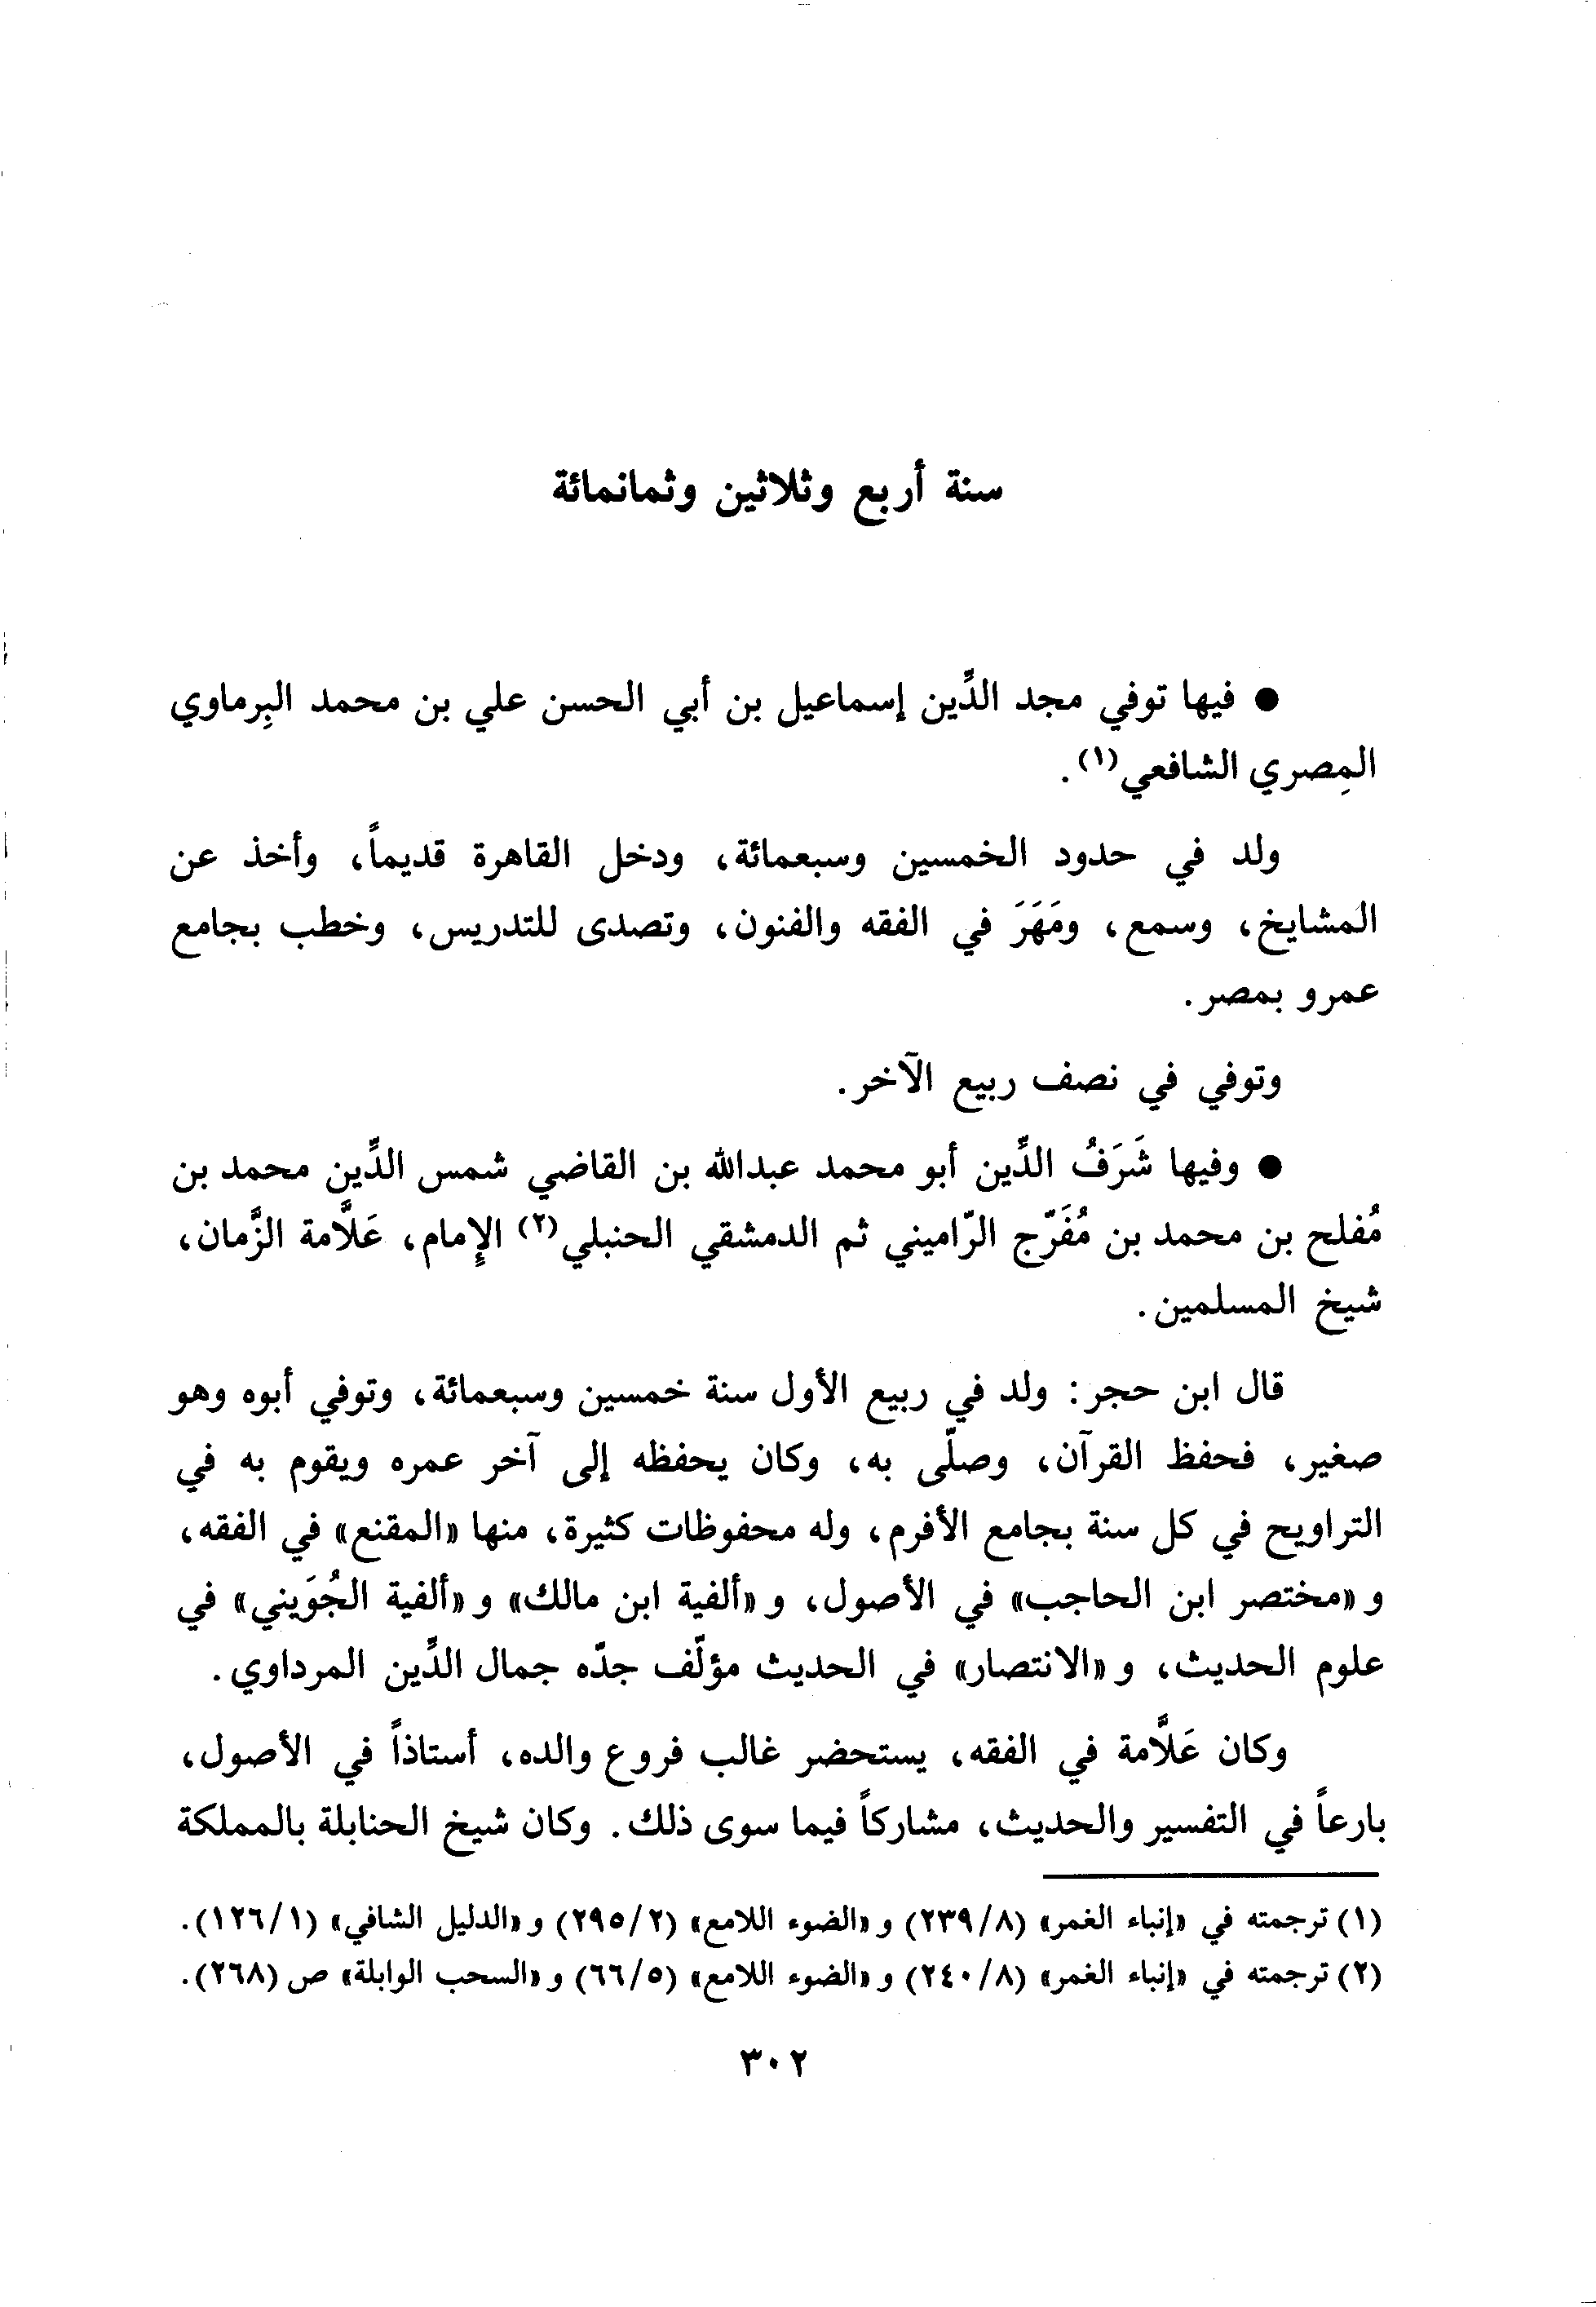 سنة أربع وثلاثين وثمانمائة
● فيها توفي مجد الدِّين إسماعيل بن أبي الحسن علي بن محمد البِرماوي
المِصري الشافعي(١).
ولد في حدود الخمسين وسبعمائة، ودخل القاهرة قديماً، وأخذ عن
المشايخ، وسمع، ومَهَرَ في الفقه والفنون، وتصدى للتدريس، وخطب بجامع
عمرو بمصر.
وتوفي في نصف ربيع الآخر.
● وفيها شَرَفُ الدِّين أبو محمد عبدالله بن القاضي شمس الدِّين محمد بن
مُفلح بن محمد بن مُفَرّج الرّاميني ثم الدمشقي الحنبلي(٢) الإِمام، عَلَّامة الزَّمان،
شيخ المسلمين.
قال ابن حجر: ولد في ربيع الأول سنة خمسين وسبعمائة، وتوفي أبوه وهو
صغير، فحفظ القرآن، وصلّى به، وكان يحفظه إلى آخر عمره ويقوم به في
التراويح في كل سنة بجامع الأفرم، وله محفوظات كثيرة، منها «المقنع» في الفقه،
و «مختصر ابن الحاجب» في الأصول، و «ألفية ابن مالك» و «ألفية الجُوَيني» في
علوم الحديث، و «الانتصار» في الحديث مؤلّف جدّه جمال الدِّين المرداوي.
وكان عَلَّامة في الفقه، يستحضر غالب فروع والده، أستاذاً في الأصول،
بارعاً في التفسير والحديث، مشاركاً فيما سوى ذلك. وكان شيخ الحنابلة بالمملكة
(١) ترجمته في «إنباء الغمر» (٢٣٩/٨) و «الضوء اللامع» (٢٩٥/٢) و «الدليل الشافي» (١٢٦/١).
(٢) ترجمته في «إنباء الغمر» (٢٤٠/٨) و «الضوء اللامع» (٦٦/٥) و «السحب الوابلة» ص (٢٦٨).
٣٠٢